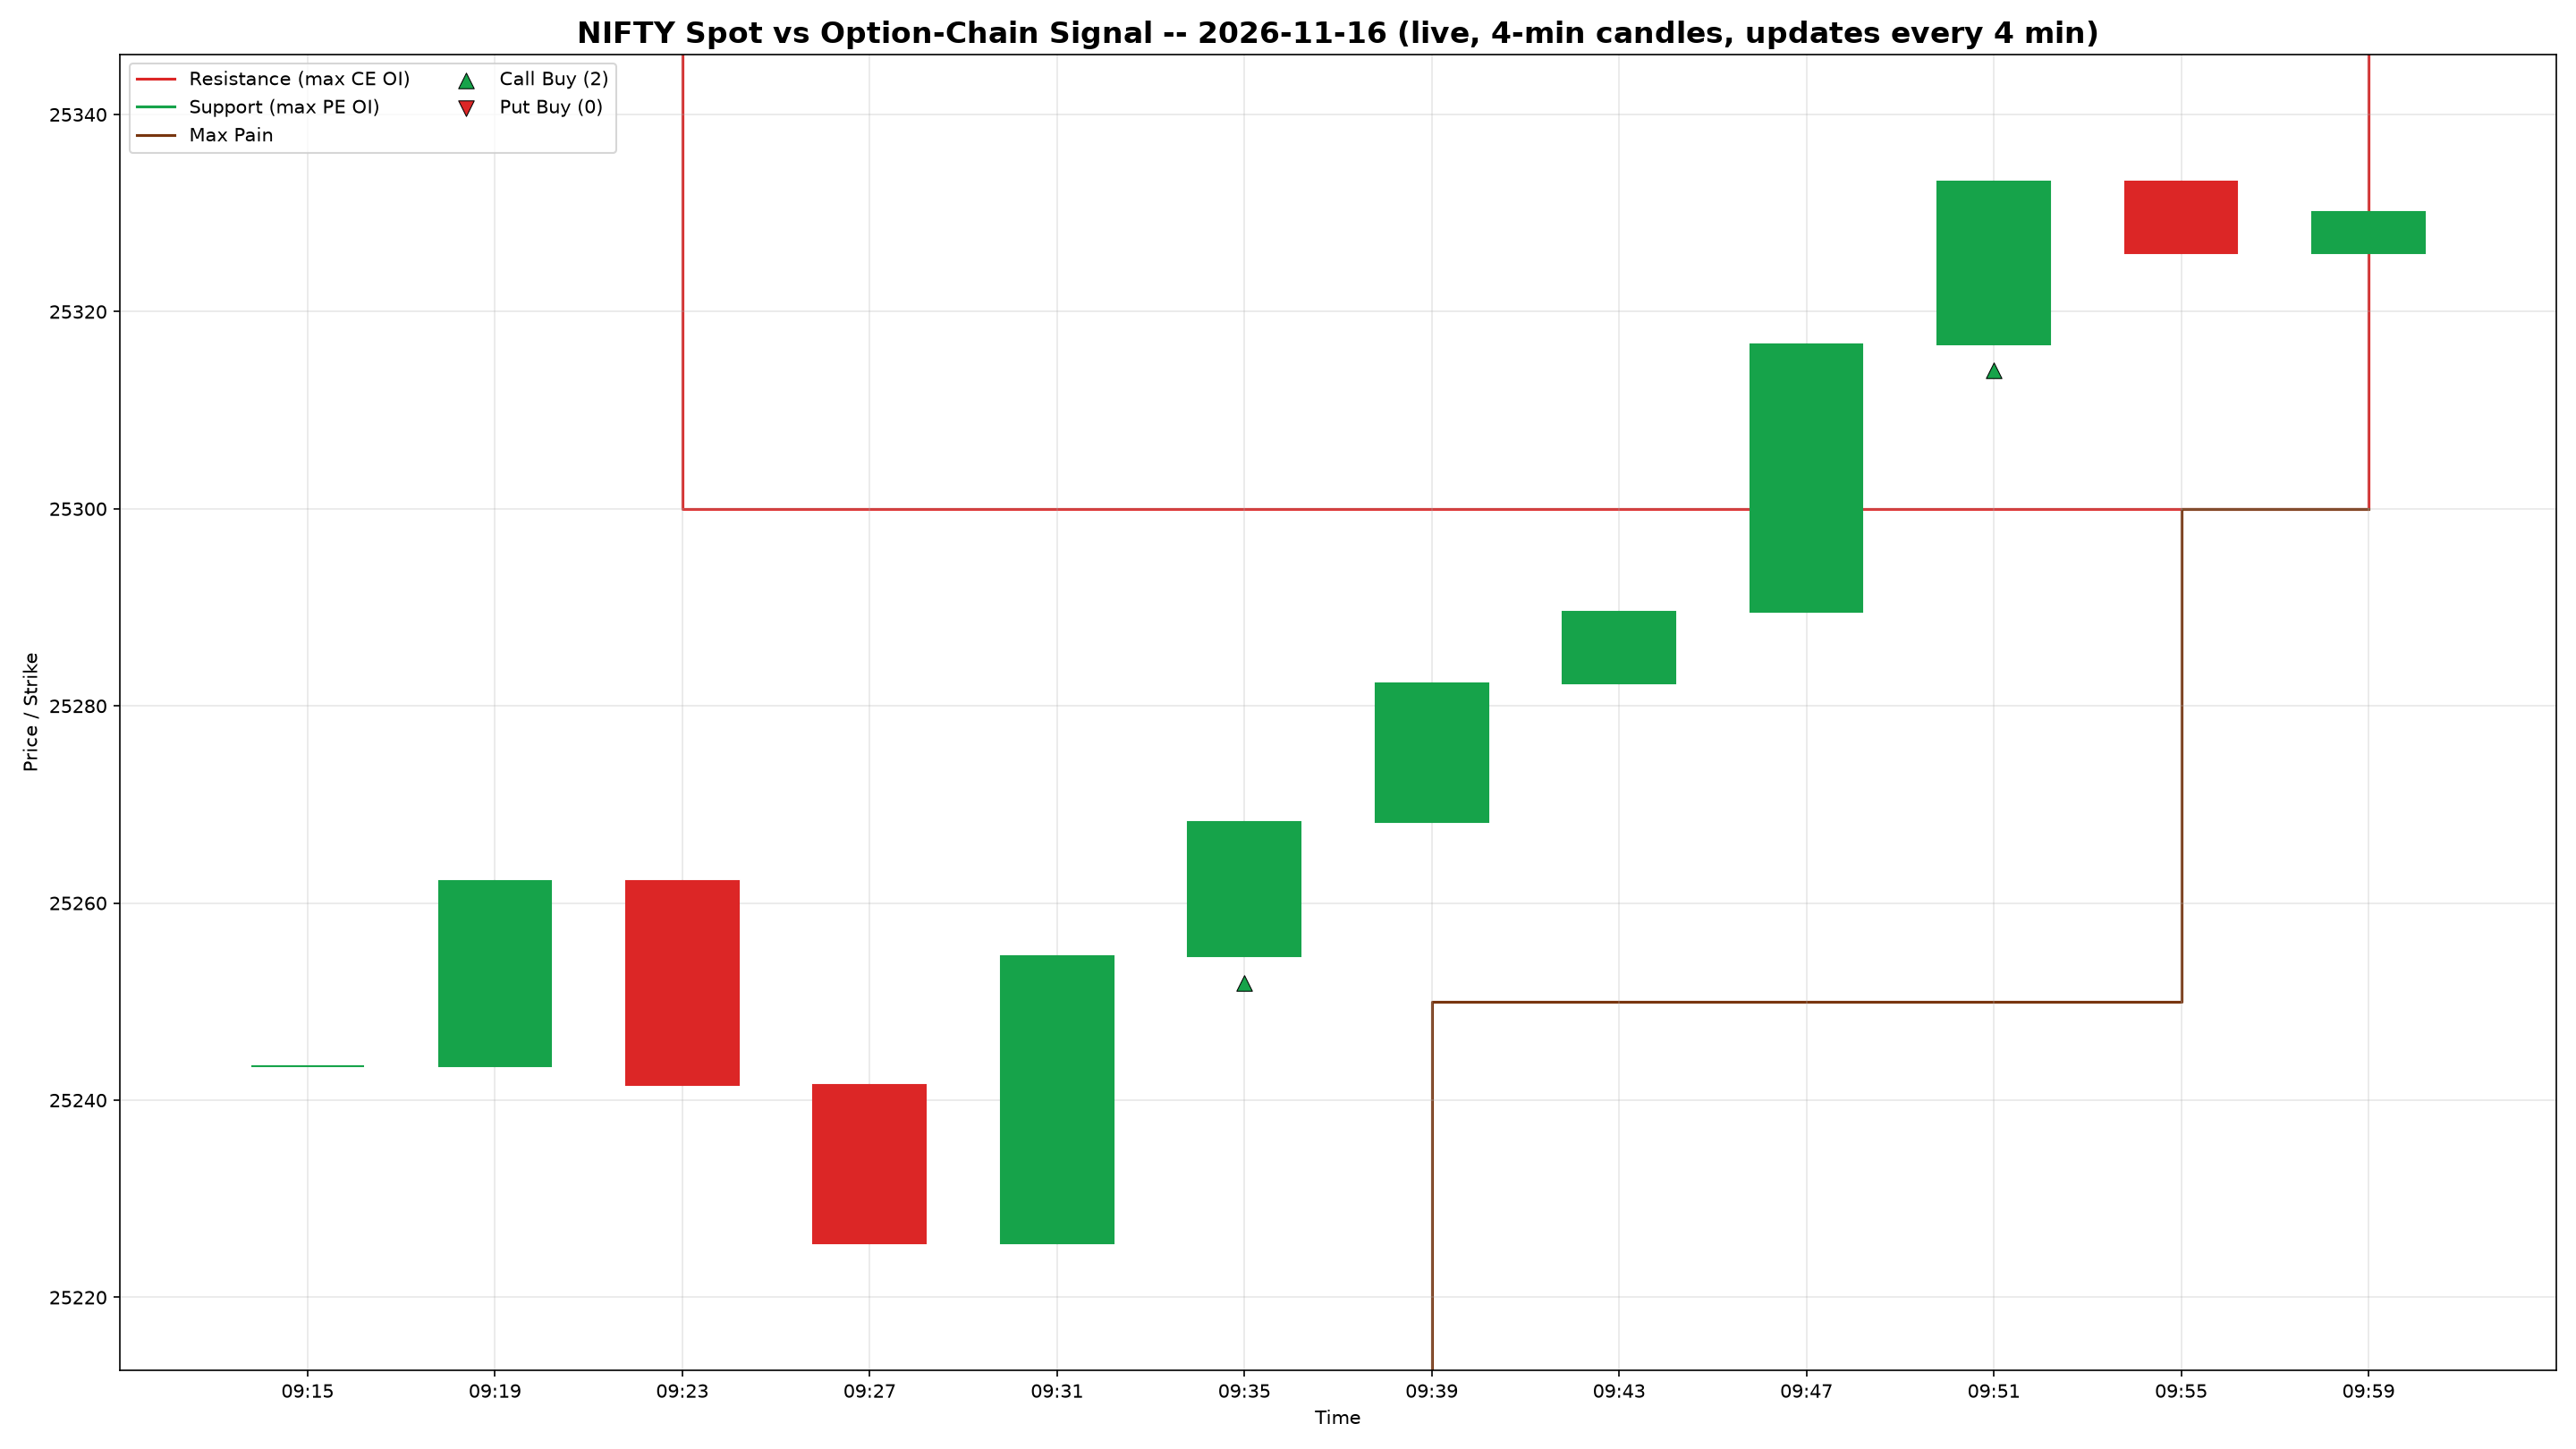 NIFTY Spot vs Option-Chain Signal -- 2026-11-16 (live, 4-min candles, updates every 4 min)
Resistance (max CE OI)
Support (max PE OI)
Max Pain
Call Buy (2)
Put Buy (0)
Price / Strike
25340
25320
25300
25280
25260
25240
25220
09:15 09:19 09:23 09:27 09:31 09:35 09:39 09:43 09:47 09:51 09:55 09:59
Time